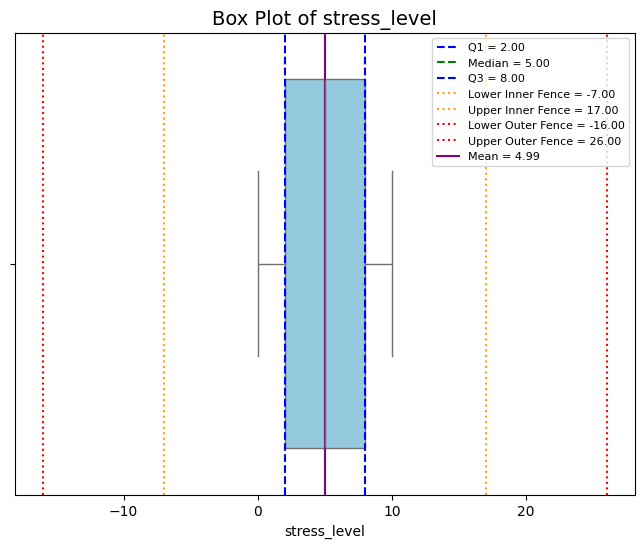 Box Plot of stress_level
Q1 = 2.00
Median = 5.00
Q3 = 8.00
Lower Inner Fence = -7.00
Upper Inner Fence = 17.00
Lower Outer Fence = -16.00
Upper Outer Fence = 26.00
Mean = 4.99
−10 0 10 20
stress_level